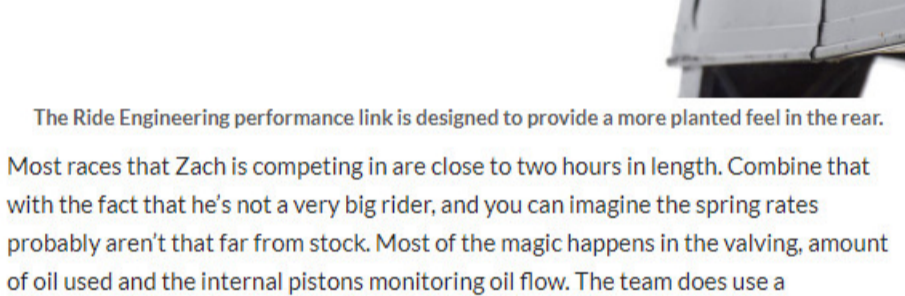 The Ride Engineering performance link is designed to provide a more planted feel in the rear.
Most races that Zach is competing in are close to two hours in length. Combine that
with the fact that he’s not a very big rider, and you can imagine the spring rates
probably aren’t that far from stock. Most of the magic happens in the valving, amount
of oil used and the internal pistons monitoring oil flow. The team does use a